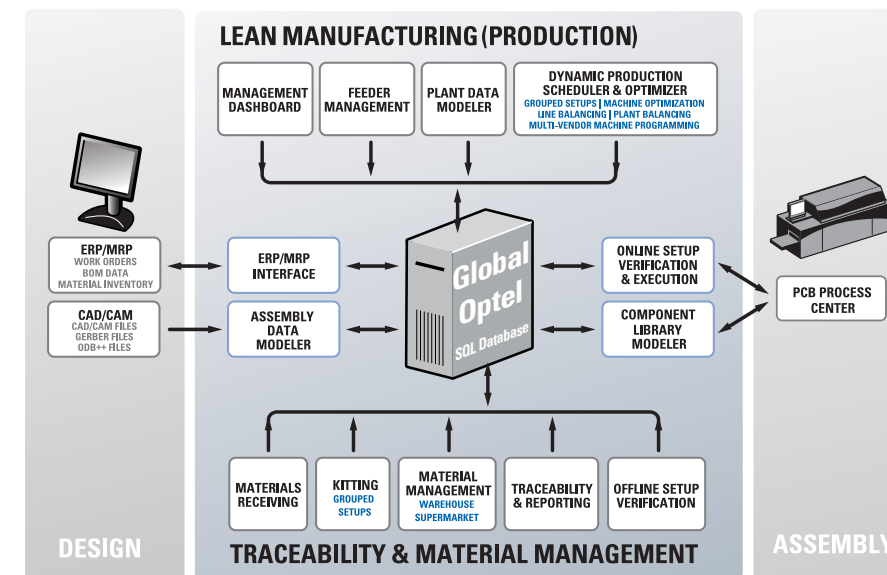 LEAN MANUFACTURING (PRODUCTION)
MANAGEMENT
DASHBOARD
FEEDER
MANAGEMENT
PLANT DATA
MODELER
DYNAMIC PRODUCTION
SCHEDULER & OPTIMIZER
GROUPED SETUPS | MACHINE OPTIMIZATION
LINE BALANCING | PLANT BALANCING
MULTI-VENDOR MACHINE PROGRAMMING
ERP/MRP
WORK ORDERS
BOM DATA
MATERIAL INVENTORY
CAD/CAM
CAD/CAM FILES
GERBER FILES
ODB++ FILES
ERP/MRP
INTERFACE
ASSEMBLY
DATA
MODELER
Global
Optel
SQL Database
ONLINE SETUP
VERIFICATION
& EXECUTION
COMPONENT
LIBRARY
MODELER
PCB PROCESS
CENTER
MATERIALS
RECEIVING
KITTING
GROUPED
SETUPS
MATERIAL
MANAGEMENT
WAREHOUSE
SUPERMARKET
TRACEABILITY
& REPORTING
OFFLINE SETUP
VERIFICATION
DESIGN
TRACEABILITY & MATERIAL MANAGEMENT
ASSEMBLY